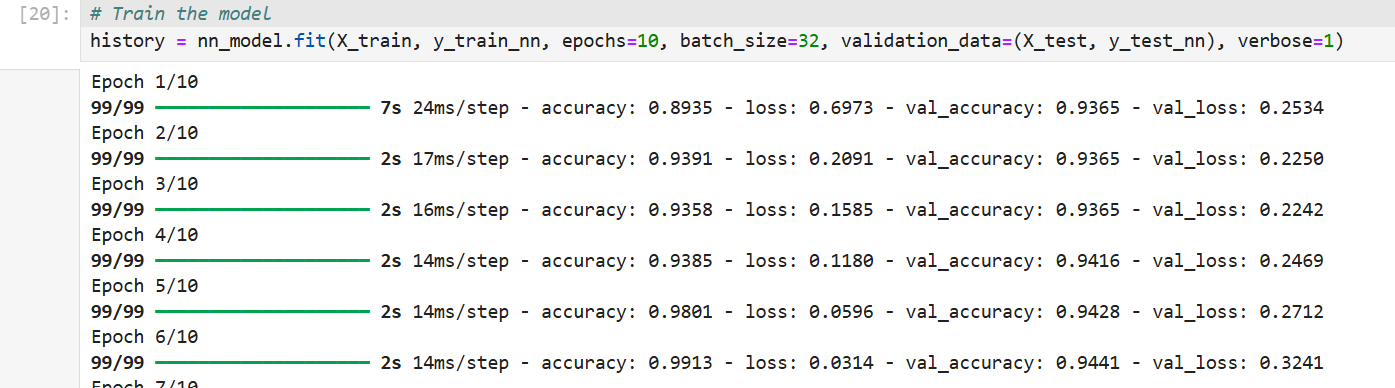 [20]: # Train the model
history = nn_model.fit(X_train, y_train_nn, epochs=10, batch_size=32, validation_data=(X_test, y_test_nn), verbose=1)
Epoch 1/10
99/99 ━━━━━━━━━━━━━━━━━━━━ 7s 24ms/step - accuracy: 0.8935 - loss: 0.6973 - val_accuracy: 0.9365 - val_loss: 0.2534
Epoch 2/10
99/99 ━━━━━━━━━━━━━━━━━━━━ 2s 17ms/step - accuracy: 0.9391 - loss: 0.2091 - val_accuracy: 0.9365 - val_loss: 0.2250
Epoch 3/10
99/99 ━━━━━━━━━━━━━━━━━━━━ 2s 16ms/step - accuracy: 0.9358 - loss: 0.1585 - val_accuracy: 0.9365 - val_loss: 0.2242
Epoch 4/10
99/99 ━━━━━━━━━━━━━━━━━━━━ 2s 14ms/step - accuracy: 0.9385 - loss: 0.1180 - val_accuracy: 0.9416 - val_loss: 0.2469
Epoch 5/10
99/99 ━━━━━━━━━━━━━━━━━━━━ 2s 14ms/step - accuracy: 0.9801 - loss: 0.0596 - val_accuracy: 0.9428 - val_loss: 0.2712
Epoch 6/10
99/99 ━━━━━━━━━━━━━━━━━━━━ 2s 14ms/step - accuracy: 0.9913 - loss: 0.0314 - val_accuracy: 0.9441 - val_loss: 0.3241
Epoch 7/10